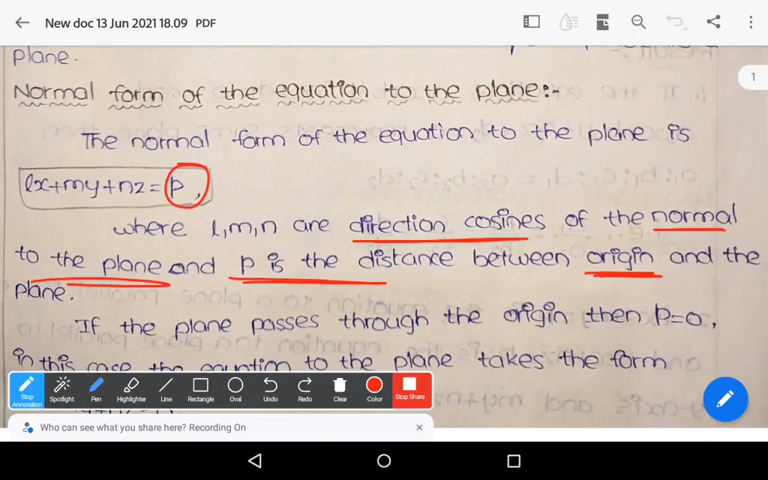 New doc 13 Jun 2021 18.09 PDF
1
plane.
Normal form of the equation to the plane:-
The normal form of the equation to the plane is
lx+my+nz=p,
where l,m,n are direction cosines of the normal
to the plane and p is the distance between origin and the
plane.
If the plane passes through the origin then p=0,
in this case the equation to the plane takes the form
Stop Annotation Spotlight Pen Highlighter Line Rectangle Oval Undo Redo Clear Color Stop Share
Who can see what you share here? Recording On